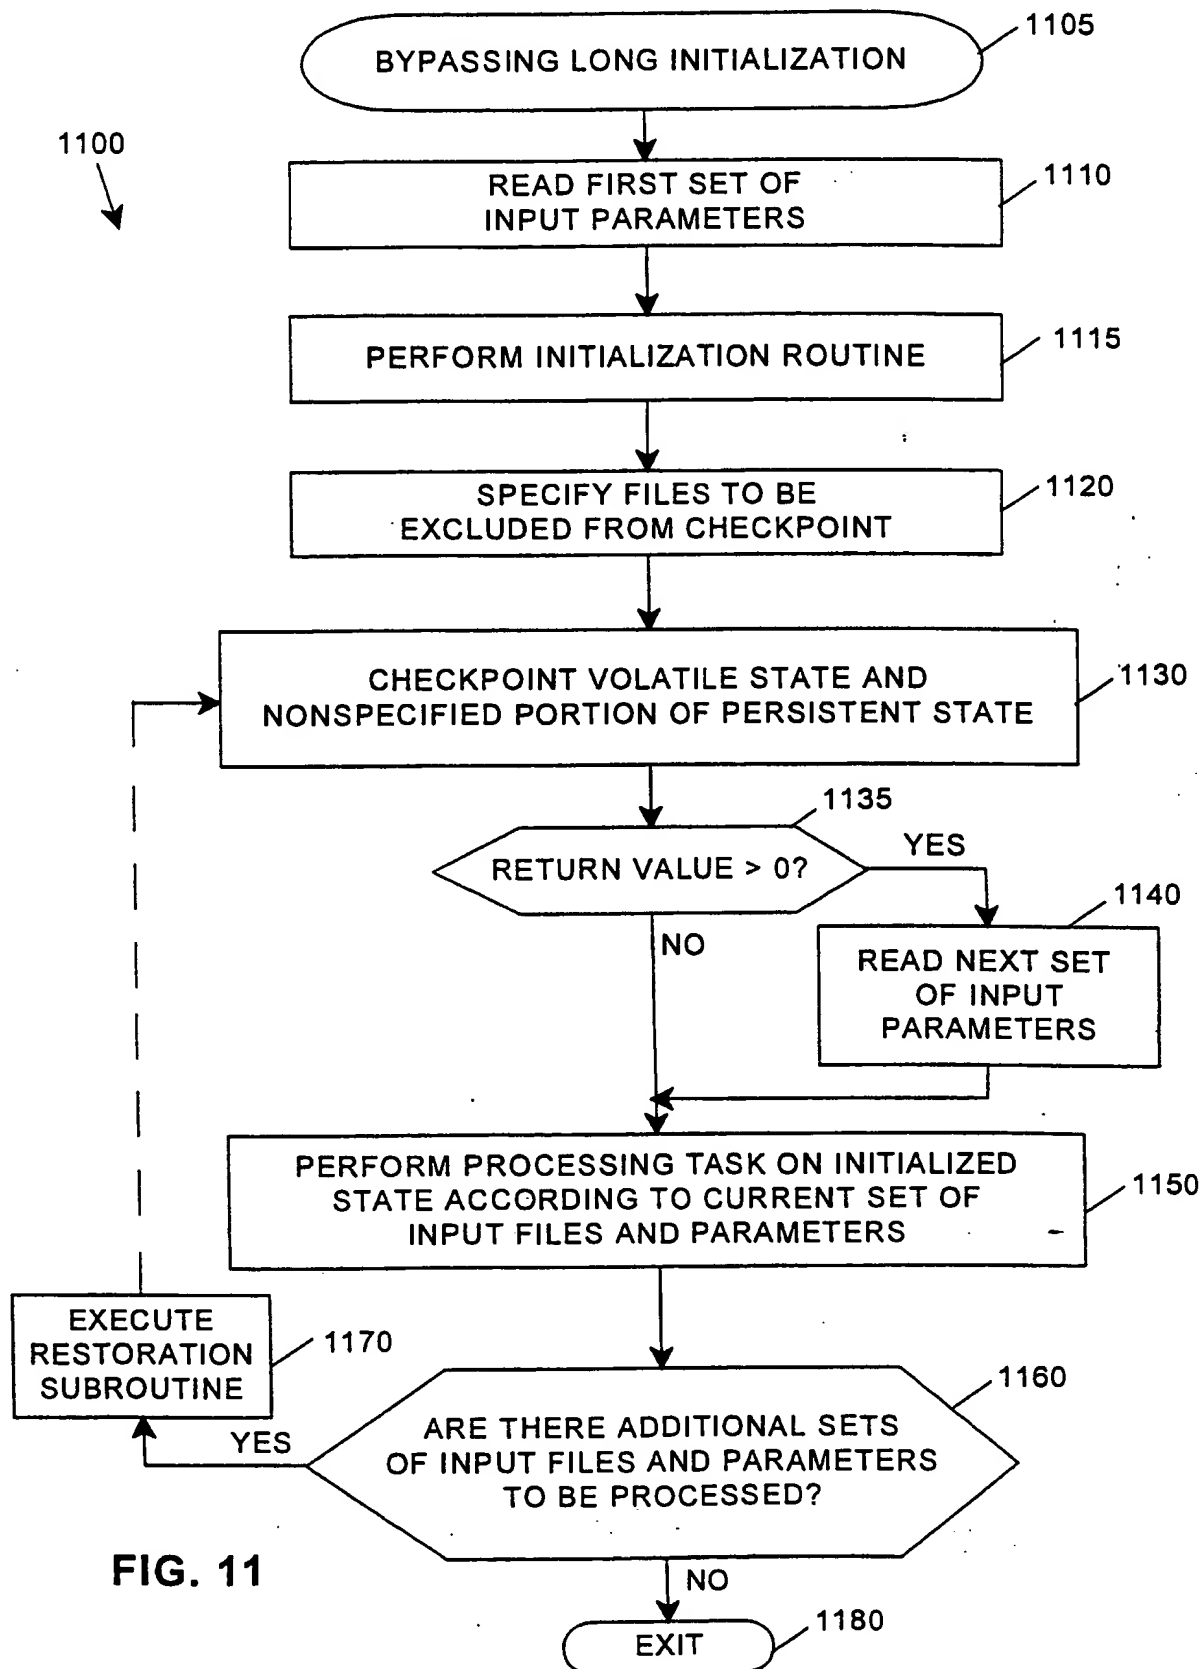 1105
BYPASSING LONG INITIALIZATION
1100
1110
READ FIRST SET OF
INPUT PARAMETERS
1115
PERFORM INITIALIZATION ROUTINE
1120
SPECIFY FILES TO BE
EXCLUDED FROM CHECKPOINT
1130
CHECKPOINT VOLATILE STATE AND
NONSPECIFIED PORTION OF PERSISTENT STATE
1135
RETURN VALUE > 0?
YES
NO
1140
READ NEXT SET
OF INPUT
PARAMETERS
1150
PERFORM PROCESSING TASK ON INITIALIZED
STATE ACCORDING TO CURRENT SET OF
INPUT FILES AND PARAMETERS
EXECUTE
RESTORATION
SUBROUTINE
1170
1160
YES
ARE THERE ADDITIONAL SETS
OF INPUT FILES AND PARAMETERS
TO BE PROCESSED?
FIG. 11
NO
1180
EXIT